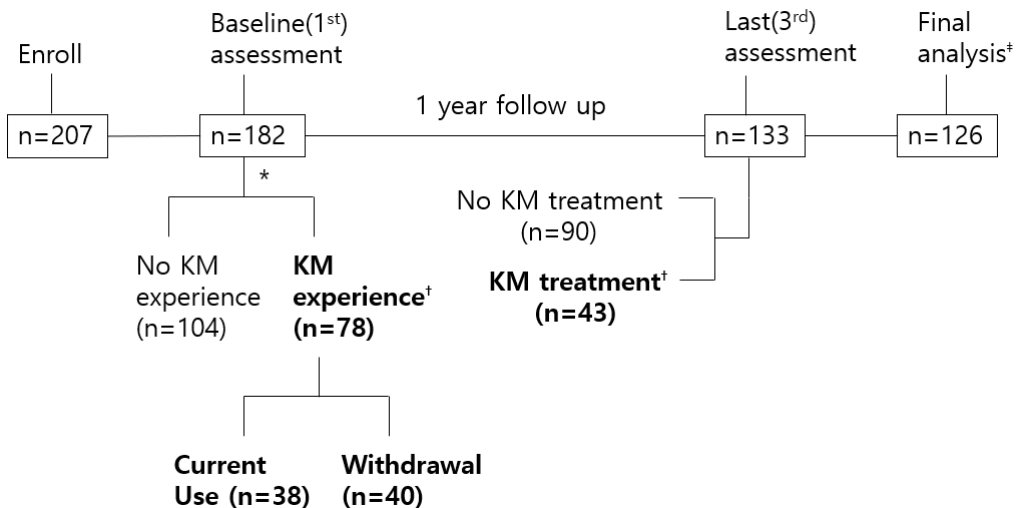 Enroll
Baseline(1st)
assessment
Last(3rd)
assessment
Final
analysis‡
1 year follow up
n=207
n=182
n=133
n=126
*
No KM treatment
(n=90)
KM treatment†
(n=43)
No KM
experience
(n=104)
KM
experience†
(n=78)
Current
Use (n=38)
Withdrawal
(n=40)